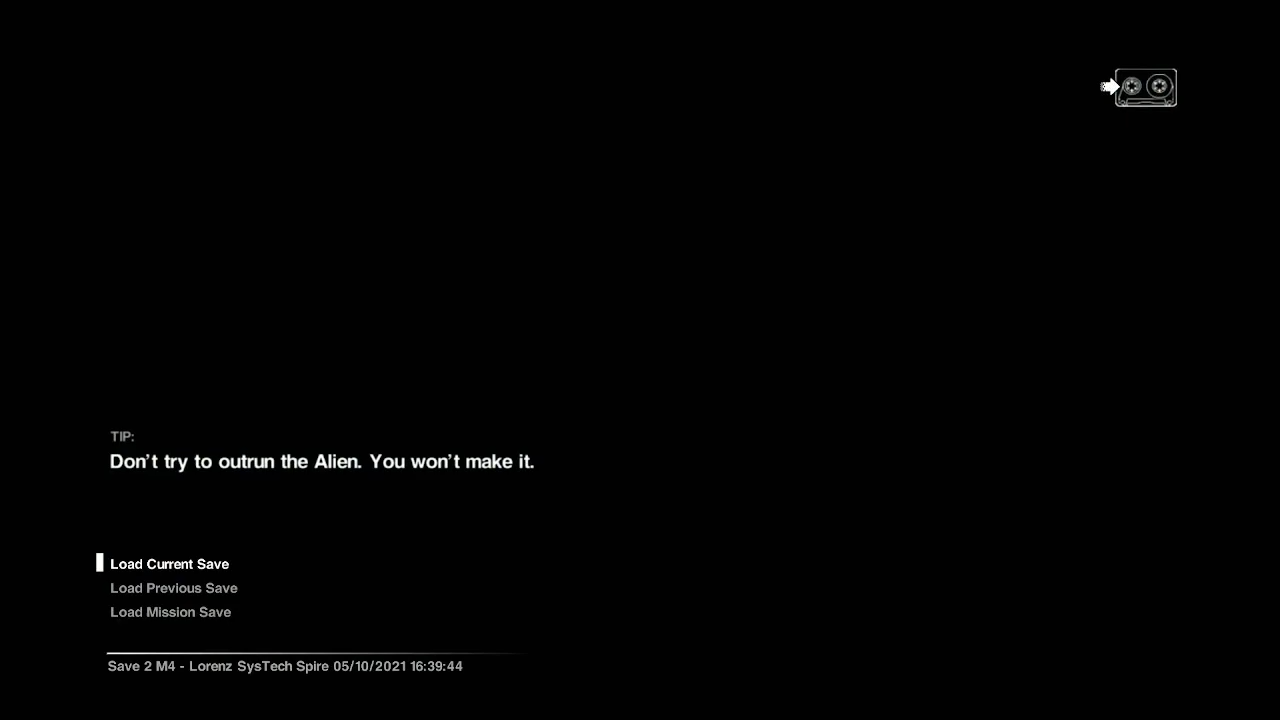 TIP:
Don't try to outrun the Alien. You won't make it.
Load Current Save
Load Previous Save
Load Mission Save
Save 2 M4 - Lorenz SysTech Spire 05/10/2021 16:39:44